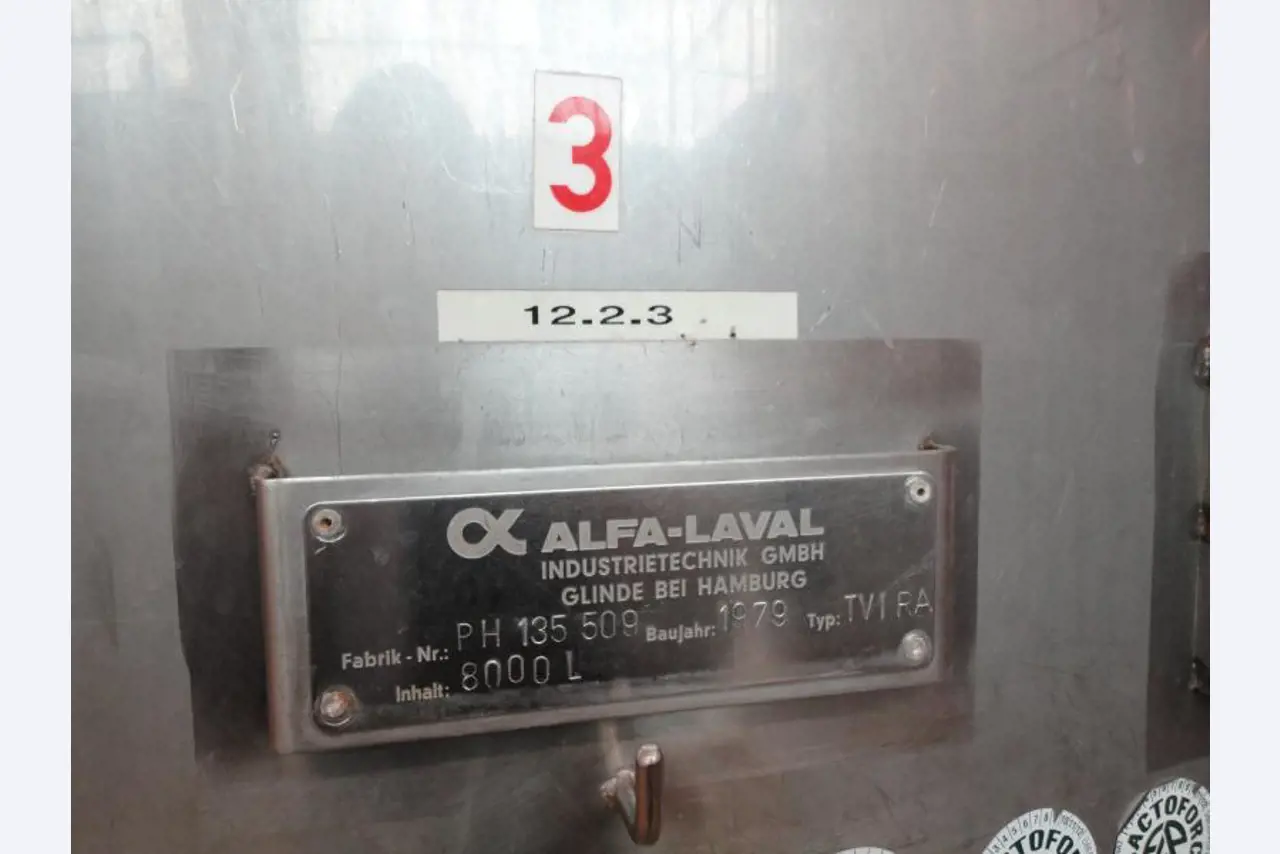 3
12.2.3
ALFA-LAVAL
INDUSTRIETECHNIK GMBH
GLINDE BEI HAMBURG
Fabrik-Nr.: PH 135 509 Baujahr: 1979 Typ: TV1 RA
Inhalt: 8000 L